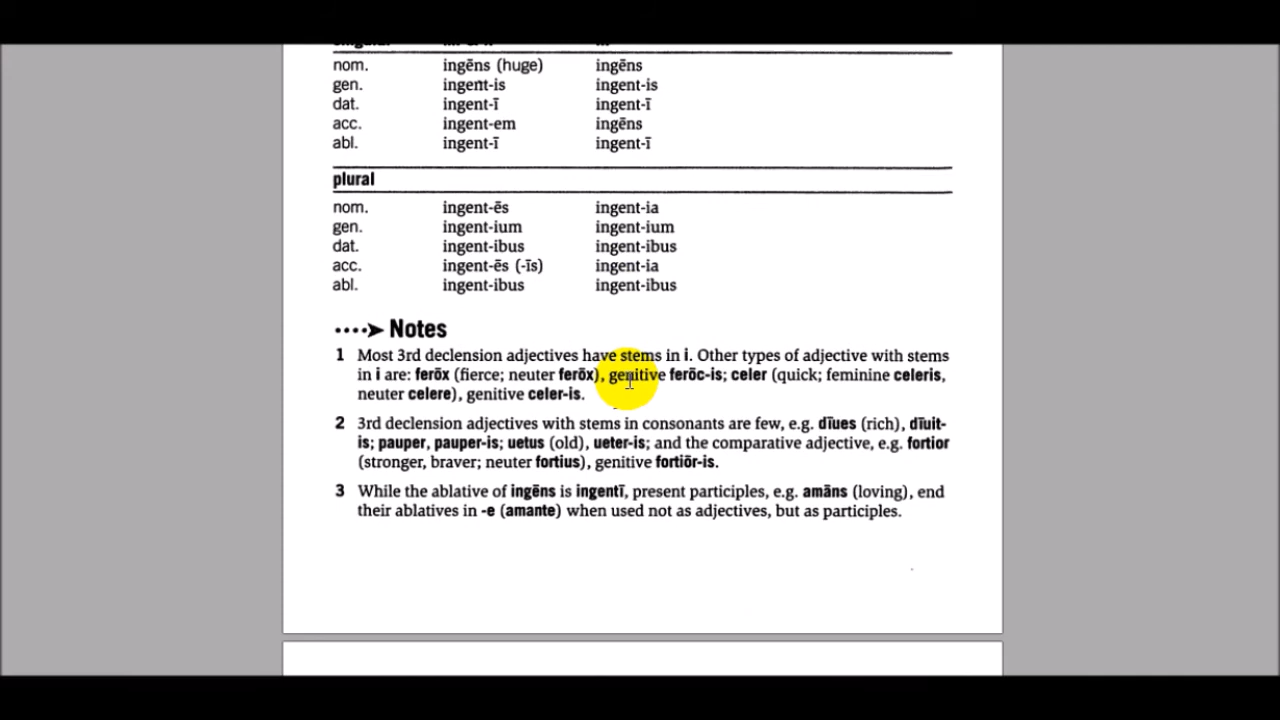 nom. ingēns (huge) ingēns
gen. ingent-is ingent-is
dat. ingent-ī ingent-ī
acc. ingent-em ingēns
abl. ingent-ī ingent-ī
plural
nom. ingent-ēs ingent-ia
gen. ingent-ium ingent-ium
dat. ingent-ibus ingent-ibus
acc. ingent-ēs (-īs) ingent-ia
abl. ingent-ibus ingent-ibus
Notes
1 Most 3rd declension adjectives have stems in i. Other types of adjective with stems
in i are: ferōx (fierce; neuter ferōx), genitive ferōc-is; celer (quick; feminine celeris,
neuter celere), genitive celer-is.
2 3rd declension adjectives with stems in consonants are few, e.g. dīues (rich), dīuit-
is; pauper, pauper-is; uetus (old), ueter-is; and the comparative adjective, e.g. fortior
(stronger, braver; neuter fortius), genitive fortiōr-is.
3 While the ablative of ingēns is ingentī, present participles, e.g. amāns (loving), end
their ablatives in -e (amante) when used not as adjectives, but as participles.